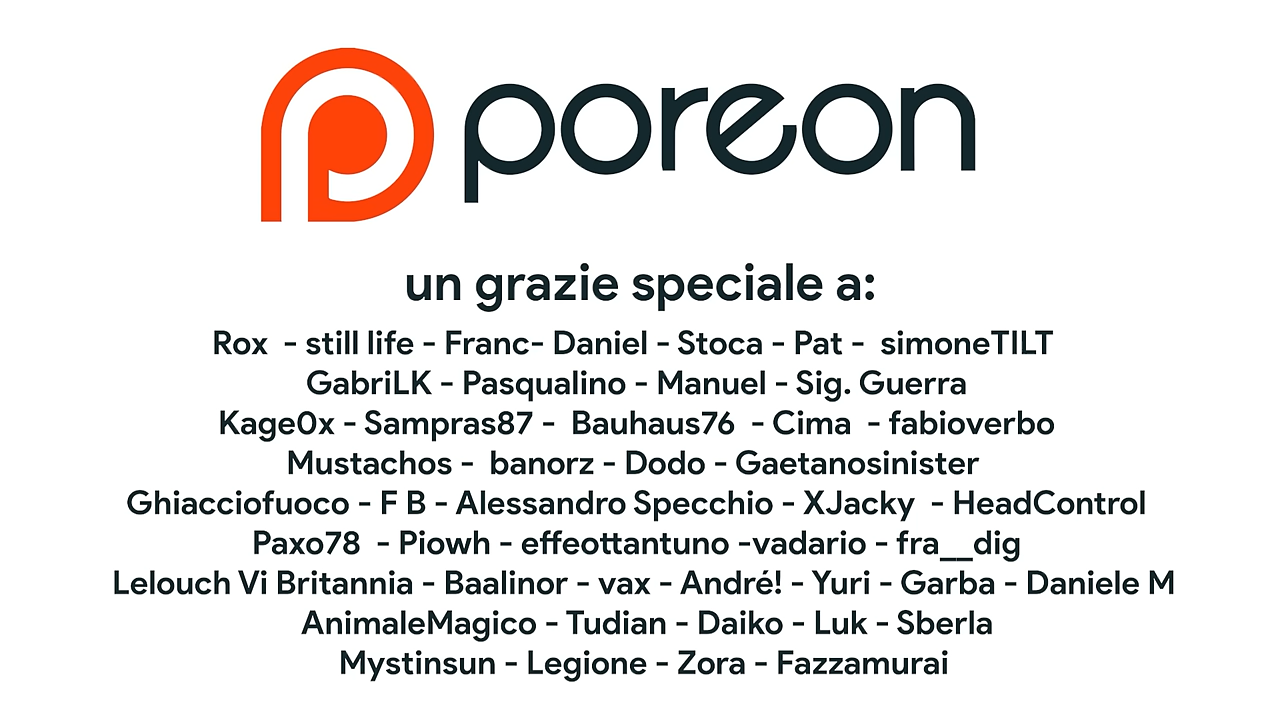 poreon
un grazie speciale a:
Rox  - still life - Franc- Daniel - Stoca - Pat -  simoneTILT
GabriLK - Pasqualino - Manuel - Sig. Guerra
Kage0x - Sampras87 -  Bauhaus76  - Cima  - fabioverbo
Mustachos -  banorz - Dodo - Gaetanosinister
Ghiacciofuoco - F B - Alessandro Specchio - XJacky  - HeadControl
Paxo78  - Piowh - effeottantuno -vadario - fra__dig
Lelouch Vi Britannia - Baalinor - vax - André! - Yuri - Garba - Daniele M
AnimaleMagico - Tudian - Daiko - Luk - Sberla
Mystinsun - Legione - Zora - Fazzamurai